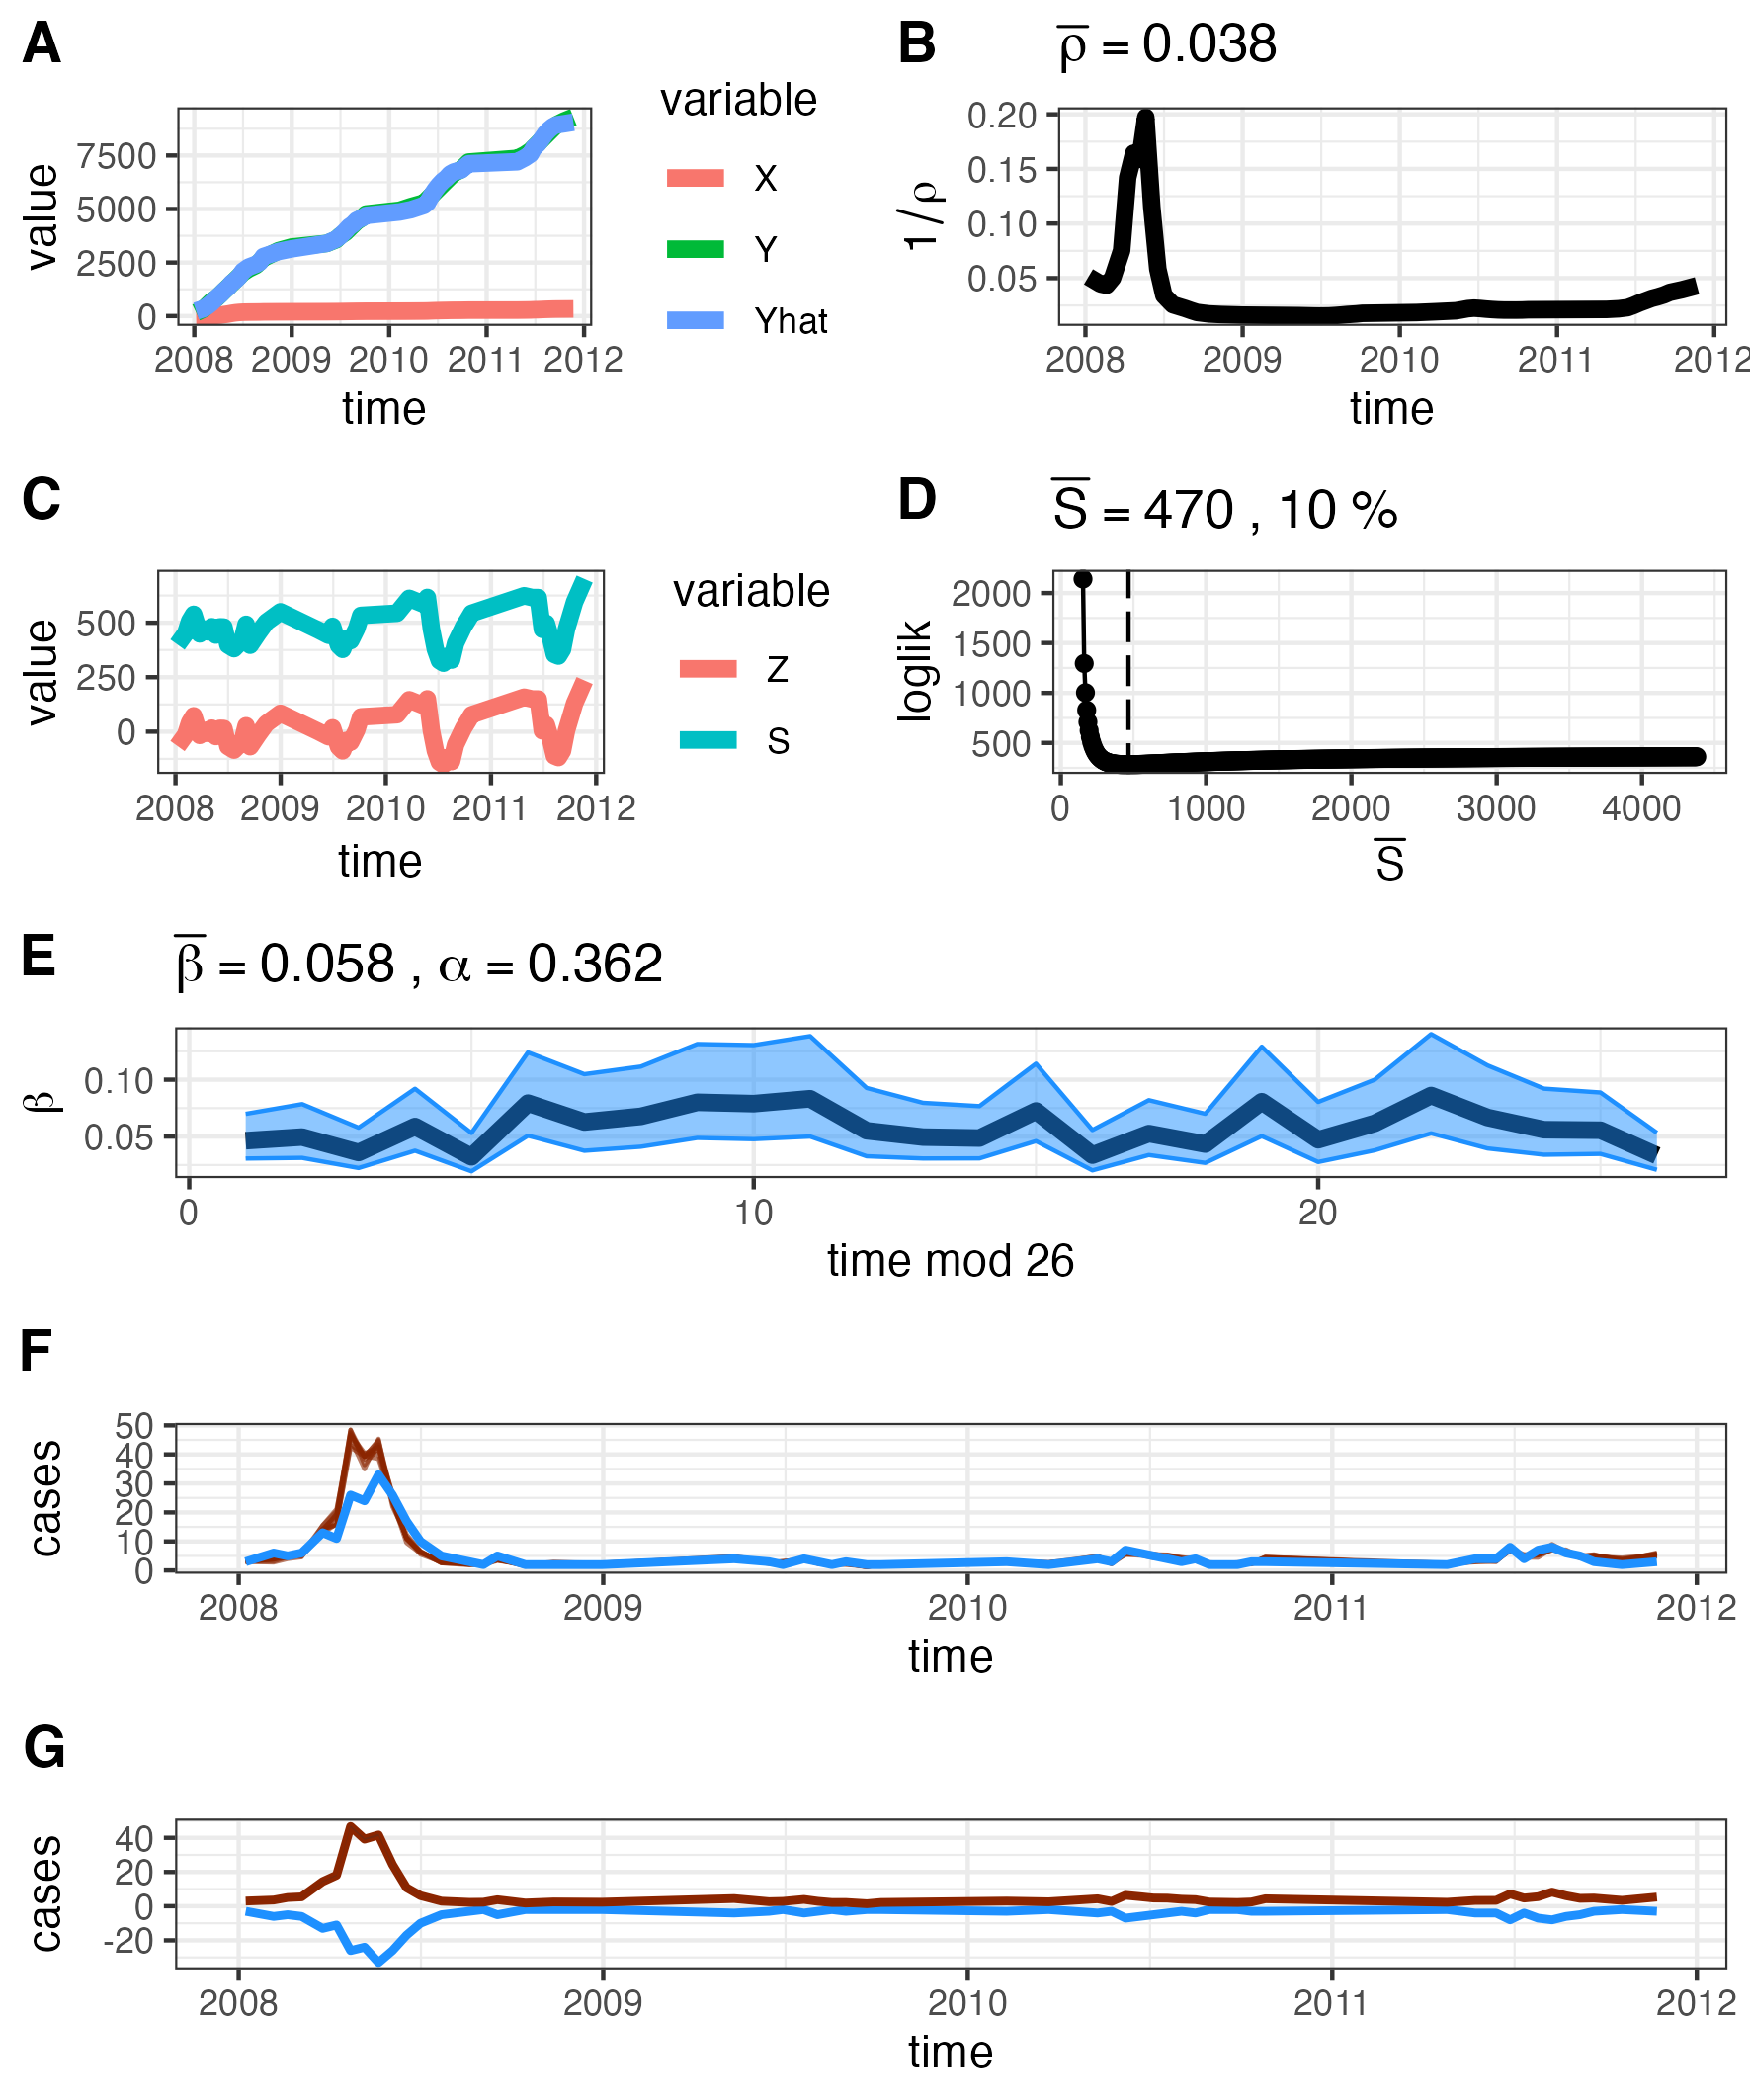 A
variable
X
Y
Yhat
value
7500
5000
2500
0
2008 2009 2010 2011 2012
time
B
ρ̅ = 0.038
1/ρ
0.20
0.15
0.10
0.05
2008 2009 2010 2011 2012
time
C
variable
Z
S
value
500
250
0
2008 2009 2010 2011 2012
time
D
S̅ = 470 , 10 %
loglik
2000
1500
1000
500
0 1000 2000 3000 4000
S̅
E
β̅ = 0.058 , α = 0.362
β
0.10
0.05
0 10 20
time mod 26
F
cases
50
40
30
20
10
0
2008 2009 2010 2011 2012
time
G
cases
40
20
0
-20
2008 2009 2010 2011 2012
time